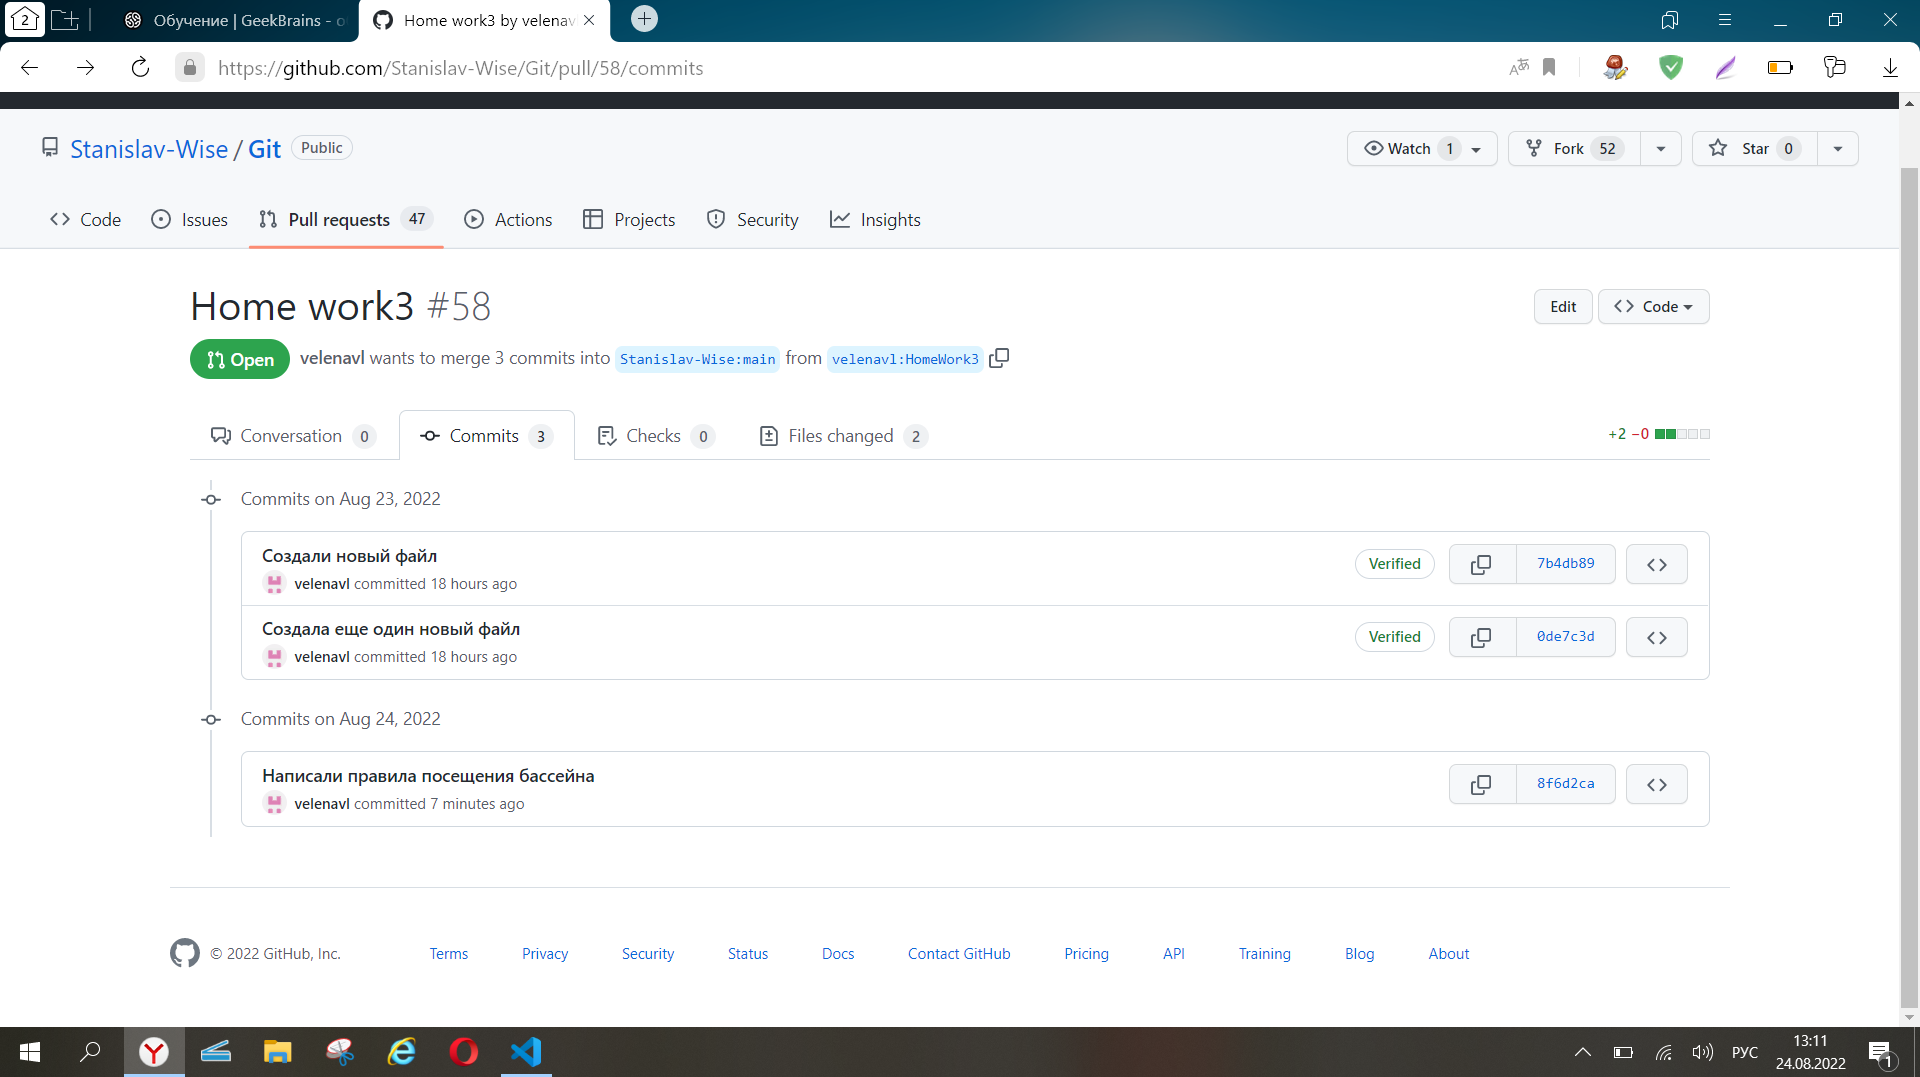 2
Обучение | GeekBrains -
Home work3 by velenav
https://github.com/Stanislav-Wise/Git/pull/58/commits
Stanislav-Wise / Git Public
Watch 1
Fork 52
Star 0
Code
Issues
Pull requests 47
Actions
Projects
Security
Insights
Home work3 #58
Edit
Code
Open
velenavl wants to merge 3 commits into Stanislav-Wise:main from velenavl:HomeWork3
Conversation 0
Commits 3
Checks 0
Files changed 2
+2 −0
Commits on Aug 23, 2022
Создали новый файл
velenavl committed 18 hours ago
Verified
7b4db89
Создала еще один новый файл
velenavl committed 18 hours ago
Verified
0de7c3d
Commits on Aug 24, 2022
Написали правила посещения бассейна
velenavl committed 7 minutes ago
8f6d2ca
© 2022 GitHub, Inc.
Terms
Privacy
Security
Status
Docs
Contact GitHub
Pricing
API
Training
Blog
About
РУС
13:11
24.08.2022
1